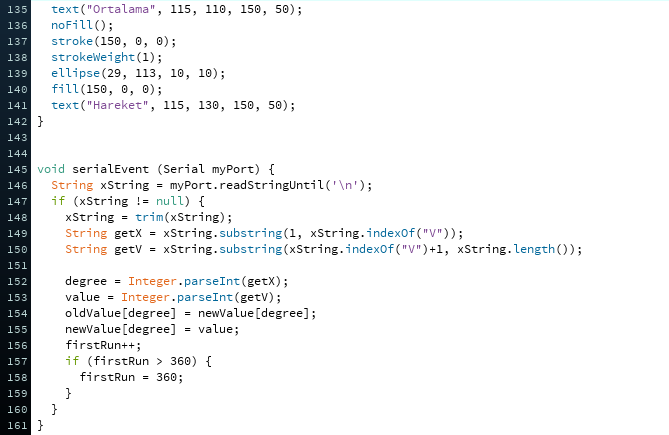 135   text("Ortalama", 115, 110, 150, 50);
136   noFill();
137   stroke(150, 0, 0);
138   strokeWeight(1);
139   ellipse(29, 113, 10, 10);
140   fill(150, 0, 0);
141   text("Hareket", 115, 130, 150, 50);
142 }
143
144
145 void serialEvent (Serial myPort) {
146   String xString = myPort.readStringUntil('\n');
147   if (xString != null) {
148     xString = trim(xString);
149     String getX = xString.substring(1, xString.indexOf("V"));
150     String getV = xString.substring(xString.indexOf("V")+1, xString.length());
151
152     degree = Integer.parseInt(getX);
153     value = Integer.parseInt(getV);
154     oldValue[degree] = newValue[degree];
155     newValue[degree] = value;
156     firstRun++;
157     if (firstRun > 360) {
158       firstRun = 360;
159     }
160   }
161 }